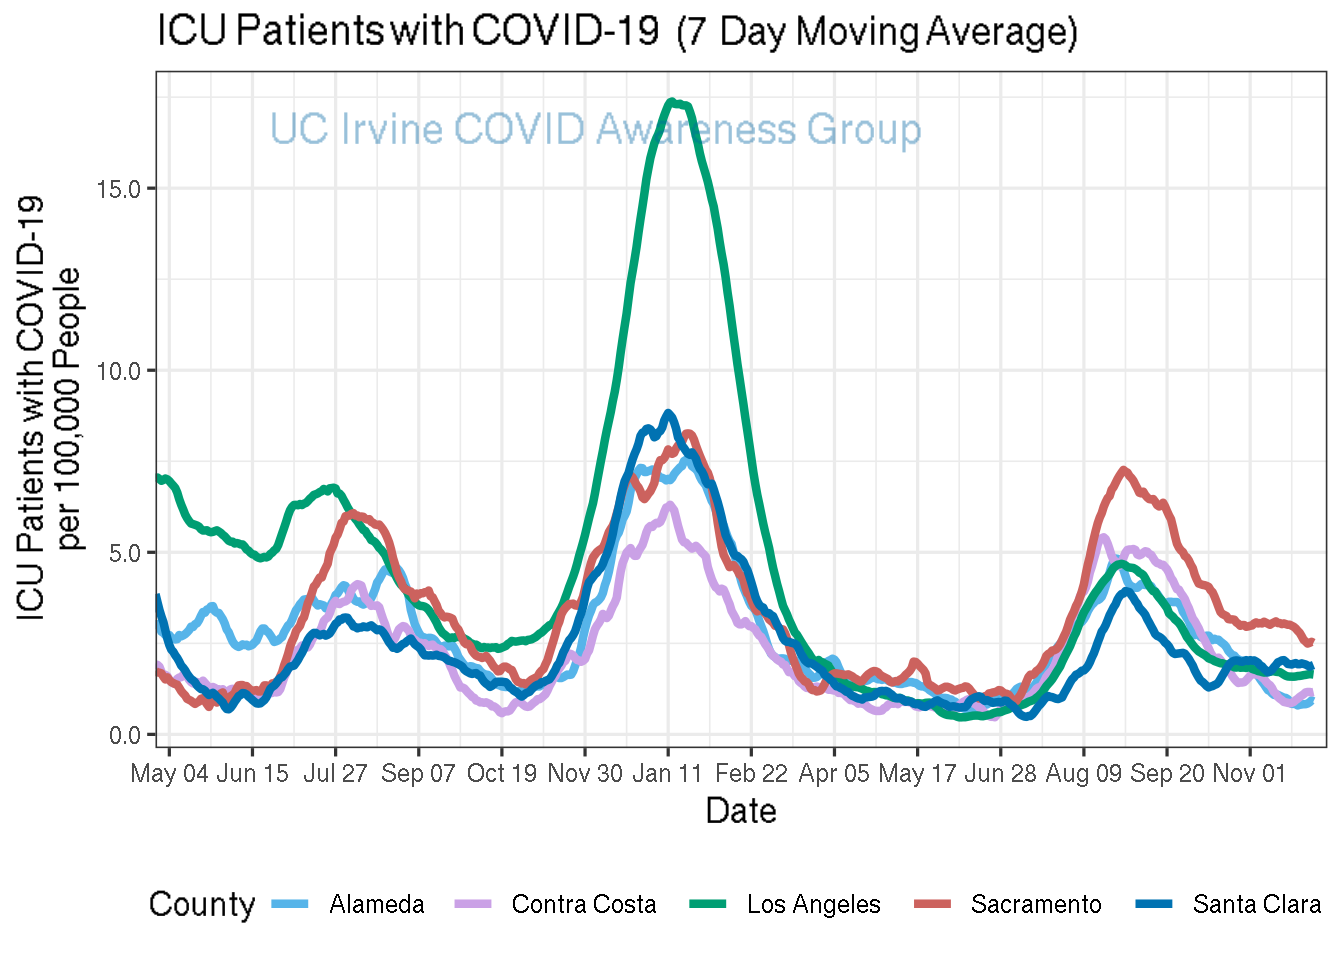 ICU Patients with COVID-19 (7 Day Moving Average)
UC Irvine COVID Awareness Group
ICU Patients with COVID-19
per 100,000 People
15.0
10.0
5.0
0.0
May 04 Jun 15 Jul 27 Sep 07 Oct 19 Nov 30 Jan 11 Feb 22 Apr 05 May 17 Jun 28 Aug 09 Sep 20 Nov 01
Date
County Alameda Contra Costa Los Angeles Sacramento Santa Clara